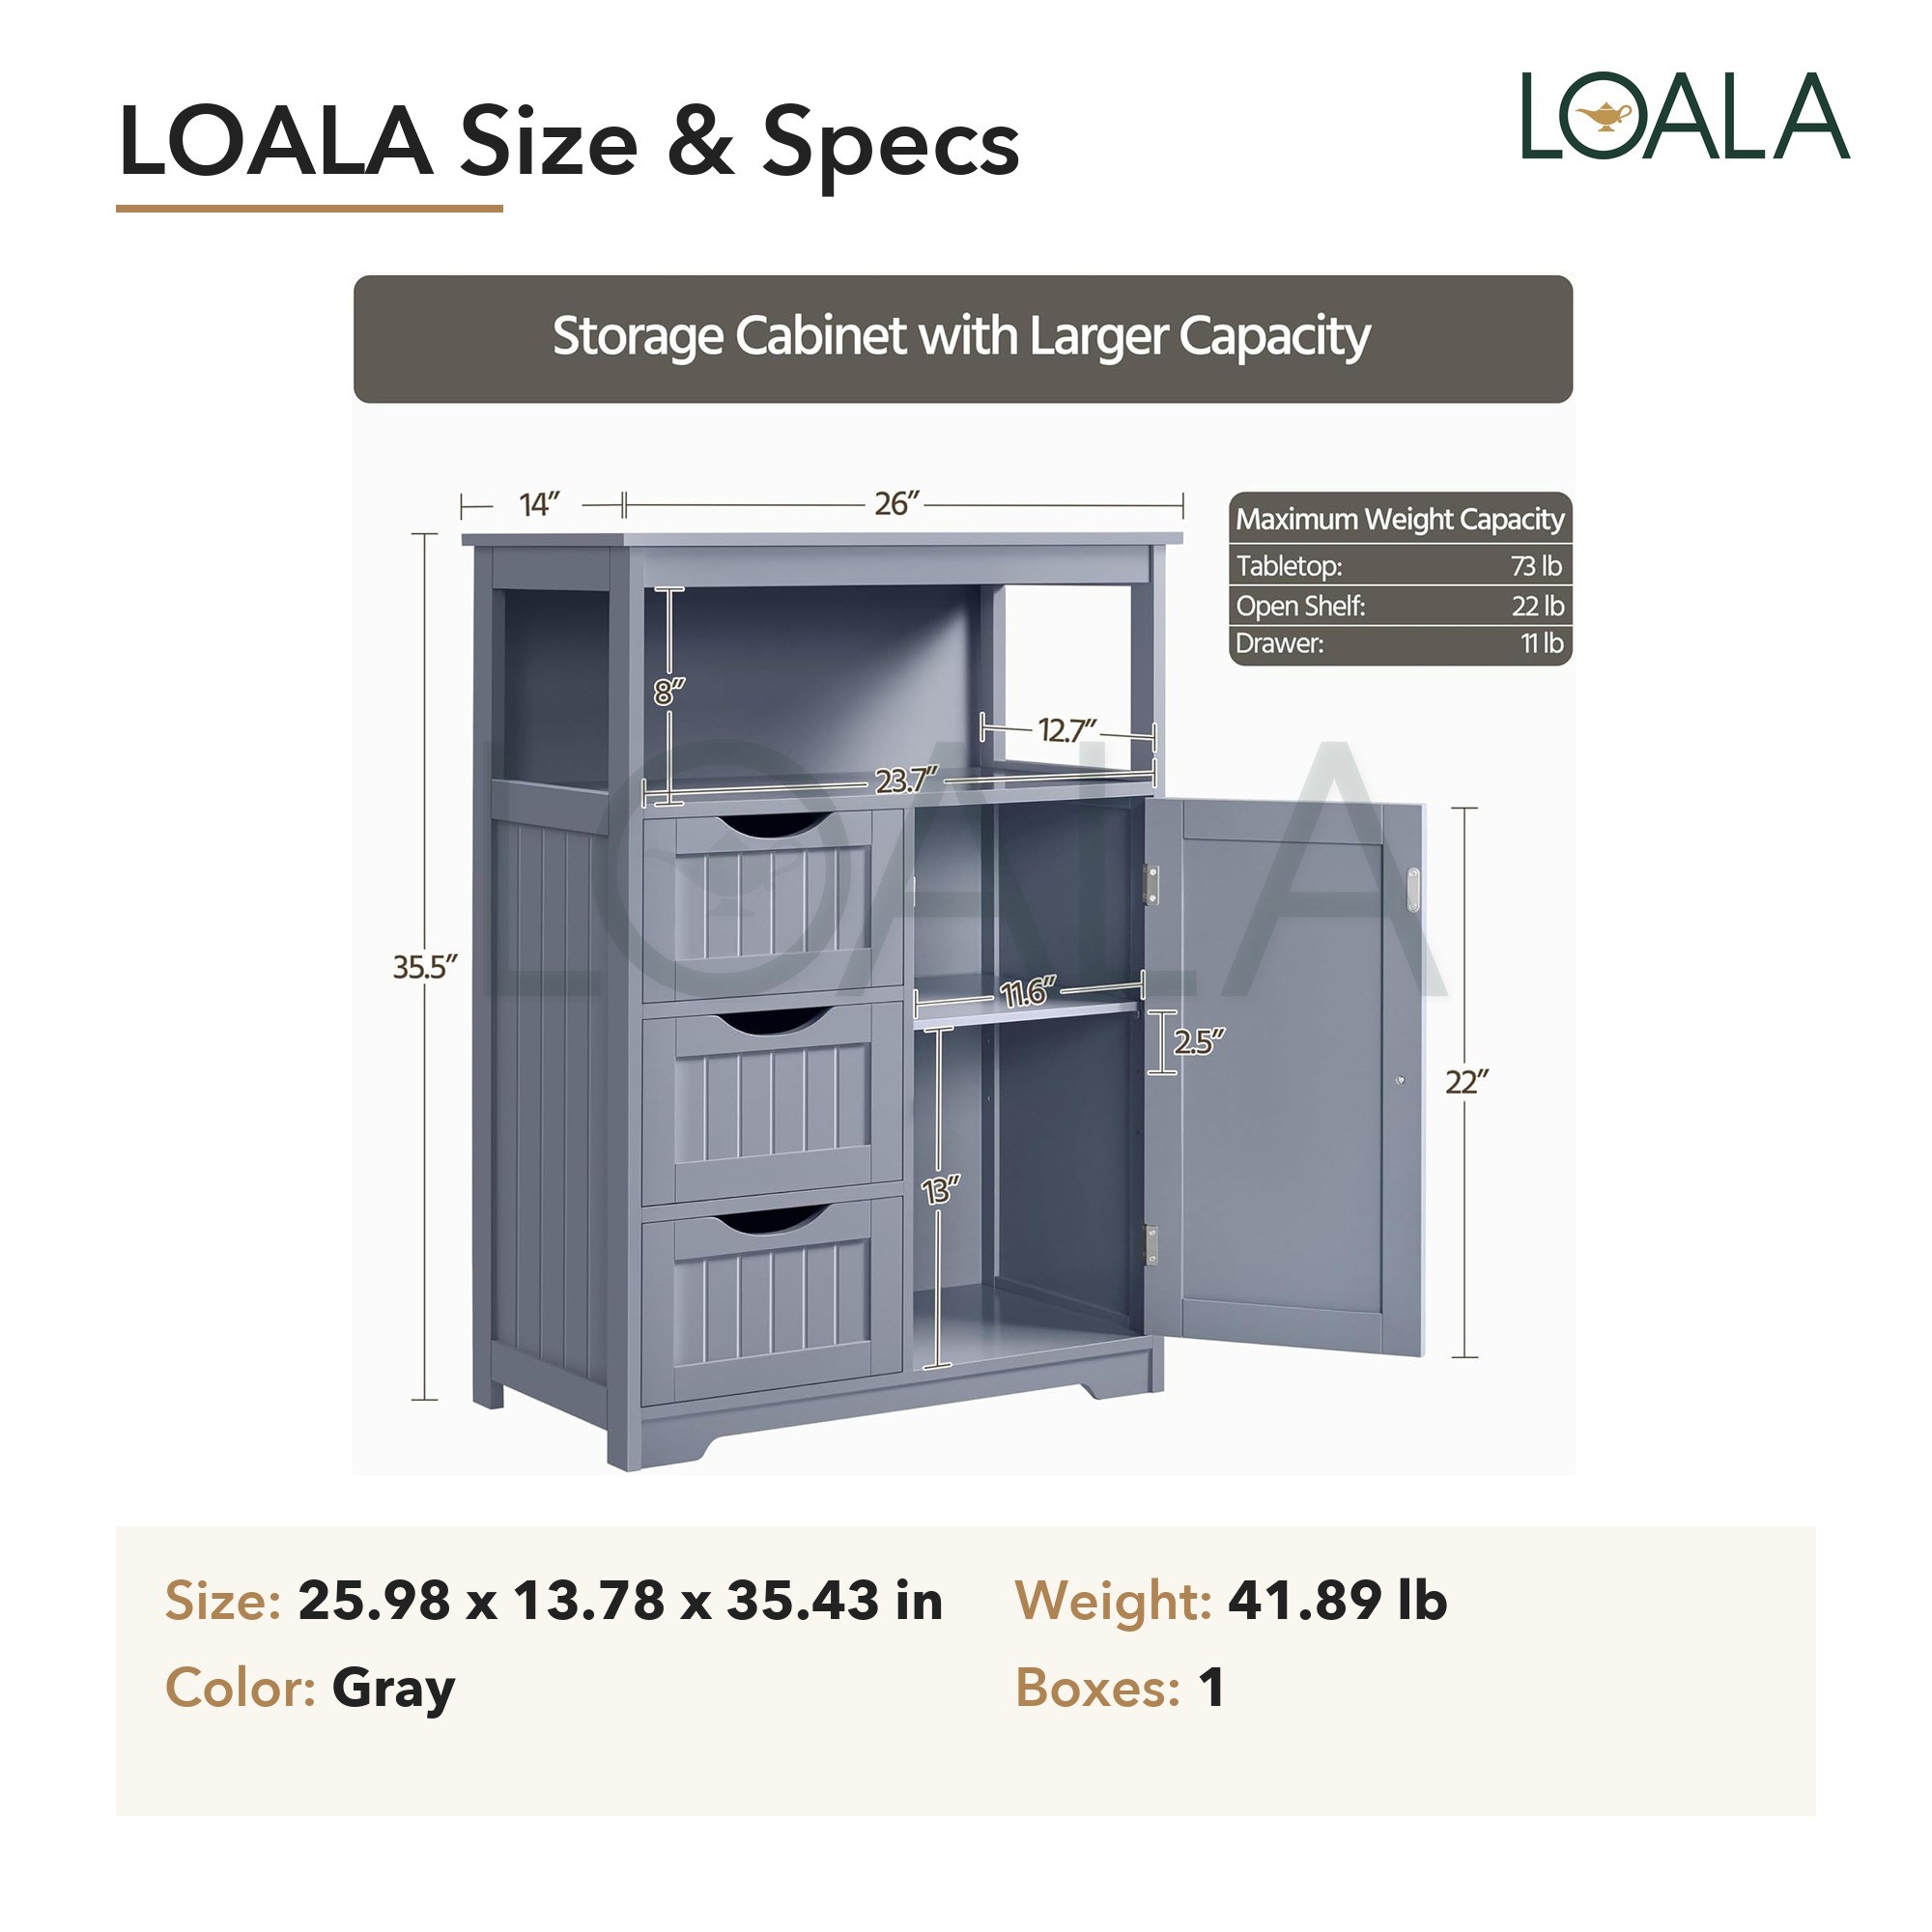 LOALA Size & Specs
LOALA
Storage Cabinet with Larger Capacity
14”
26”
Maximum Weight Capacity
Tabletop: 73 lb
Open Shelf: 22 lb
Drawer: 11 lb
8”
12.7”
23.7”
LOALA
35.5”
11.6”
2.5”
22”
13”
Size: 25.98 x 13.78 x 35.43 in
Weight: 41.89 lb
Color: Gray
Boxes: 1